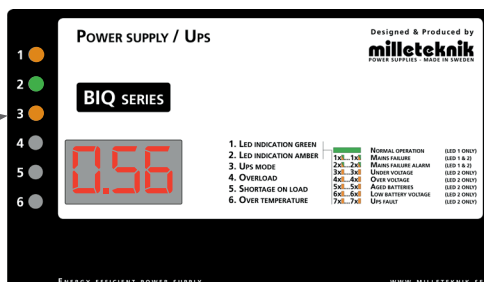 POWER SUPPLY / UPS
Designed & Produced by
milleteknik
POWER SUPPLIES - MADE IN SWEDEN
1
2
3
4
5
6
BIQ SERIES
0.56
1. LED INDICATION GREEN
2. LED INDICATION AMBER
3. UPS MODE
4. OVERLOAD
5. SHORTAGE ON LOAD
6. OVER TEMPERATURE
NORMAL OPERATION (LED 1 ONLY)
1x...1x MAINS FAILURE (LED 1 & 2)
2x...2x MAINS FAILURE ALARM (LED 1 & 2)
3x...3x UNDER VOLTAGE (LED 2 ONLY)
4x...4x OVER VOLTAGE (LED 2 ONLY)
5x...5x AGED BATTERIES (LED 2 ONLY)
6x...6x LOW BATTERY VOLTAGE (LED 2 ONLY)
7x...7x UPS FAULT (LED 2 ONLY)
ENERGY EFFICIENT POWER SUPPLY